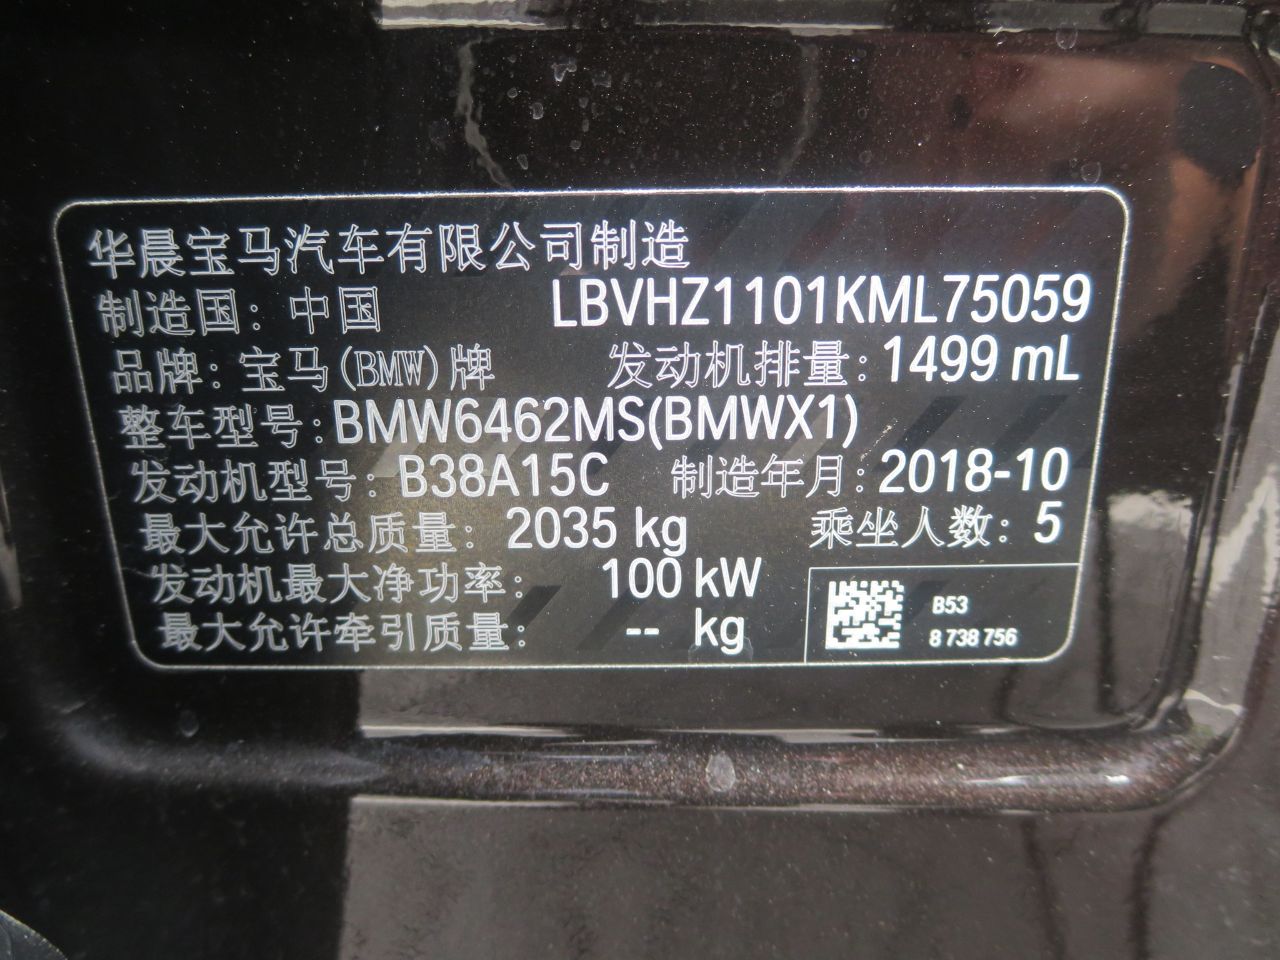 华晨宝马汽车有限公司制造
制造国: 中国 LBVHZ1101KML75059
品牌: 宝马(BMW)牌 发动机排量: 1499 mL
整车型号: BMW6462MS(BMWX1)
发动机型号: B38A15C 制造年月: 2018-10
最大允许总质量: 2035 kg 乘坐人数: 5
发动机最大净功率: 100 kW
最大允许牵引质量: -- kg
B53
8 738 756